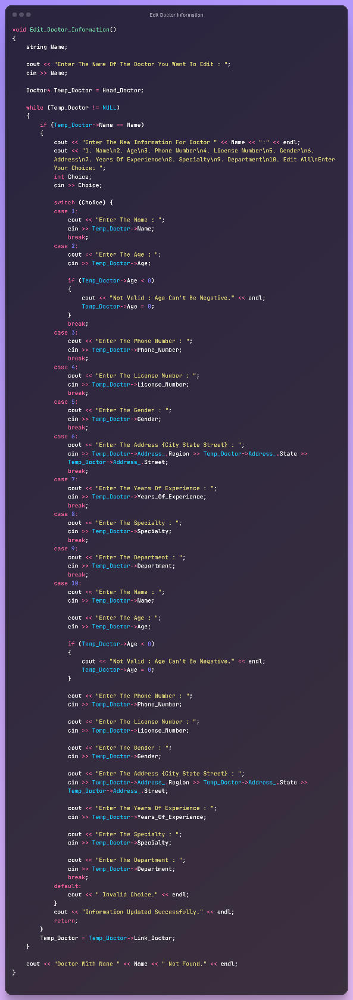 Edit Doctor Information
void Edit_Doctor_Information()
{
    string Name;

    cout << "Enter The Name Of The Doctor You Want To Edit : ";
    cin >> Name;

    Doctor* Temp_Doctor = Head_Doctor;

    while (Temp_Doctor != NULL)
    {
        if (Temp_Doctor->Name == Name)
        {
            cout << "Enter The New Information For Doctor " << Name << ":" << endl;
            cout << "1. Name\n2. Age\n3. Phone Number\n4. License Number\n5. Gender\n6.
            Address\n7. Years Of Experience\n8. Specialty\n9. Department\n10. Edit All\nEnter
            Your Choice: ";
            int Choice;
            cin >> Choice;

            switch (Choice) {
            case 1:
                cout << "Enter The Name : ";
                cin >> Temp_Doctor->Name;
                break;
            case 2:
                cout << "Enter The Age : ";
                cin >> Temp_Doctor->Age;

                if (Temp_Doctor->Age < 0)
                {
                    cout << "Not Valid : Age Can't Be Negative." << endl;
                    Temp_Doctor->Age = 0;
                }
                break;
            case 3:
                cout << "Enter The Phone Number : ";
                cin >> Temp_Doctor->Phone_Number;
                break;
            case 4:
                cout << "Enter The License Number : ";
                cin >> Temp_Doctor->License_Number;
                break;
            case 5:
                cout << "Enter The Gender : ";
                cin >> Temp_Doctor->Gender;
                break;
            case 6:
                cout << "Enter The Address {City State Street} : ";
                cin >> Temp_Doctor->Address_.Region >> Temp_Doctor->Address_.State >>
                Temp_Doctor->Address_.Street;
                break;
            case 7:
                cout << "Enter The Years Of Experience : ";
                cin >> Temp_Doctor->Years_Of_Experience;
                break;
            case 8:
                cout << "Enter The Specialty : ";
                cin >> Temp_Doctor->Specialty;
                break;
            case 9:
                cout << "Enter The Department : ";
                cin >> Temp_Doctor->Department;
                break;
            case 10:
                cout << "Enter The Name : ";
                cin >> Temp_Doctor->Name;

                cout << "Enter The Age : ";
                cin >> Temp_Doctor->Age;

                if (Temp_Doctor->Age < 0)
                {
                    cout << "Not Valid : Age Can't Be Negative." << endl;
                    Temp_Doctor->Age = 0;
                }

                cout << "Enter The Phone Number : ";
                cin >> Temp_Doctor->Phone_Number;

                cout << "Enter The License Number : ";
                cin >> Temp_Doctor->License_Number;

                cout << "Enter The Gender : ";
                cin >> Temp_Doctor->Gender;

                cout << "Enter The Address {City State Street} : ";
                cin >> Temp_Doctor->Address_.Region >> Temp_Doctor->Address_.State >>
                Temp_Doctor->Address_.Street;

                cout << "Enter The Years Of Experience : ";
                cin >> Temp_Doctor->Years_Of_Experience;

                cout << "Enter The Specialty : ";
                cin >> Temp_Doctor->Specialty;

                cout << "Enter The Department : ";
                cin >> Temp_Doctor->Department;
                break;
            default:
                cout << " Invalid Choice." << endl;
            }
            cout << "Information Updated Successfully." << endl;
            return;
        }
        Temp_Doctor = Temp_Doctor->Link_Doctor;
    }

    cout << "Doctor With Name " << Name << " Not Found." << endl;
}